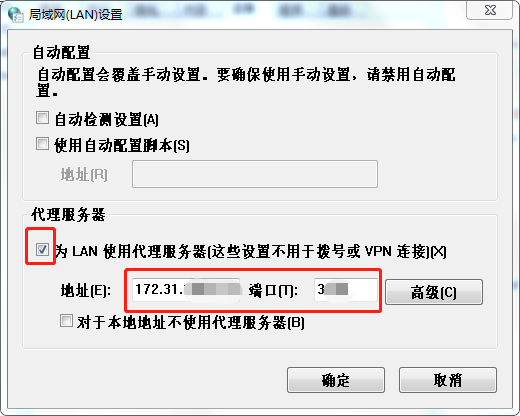 局域网(LAN)设置
自动配置
自动配置会覆盖手动设置。要确保使用手动设置，请禁用自动配
置。
自动检测设置(A)
使用自动配置脚本(S)
地址(R)
代理服务器
为 LAN 使用代理服务器(这些设置不用于拨号或 VPN 连接)(X)
地址(E): 172.31. 端口(T): 3 高级(C)
对于本地地址不使用代理服务器(B)
确定 取消